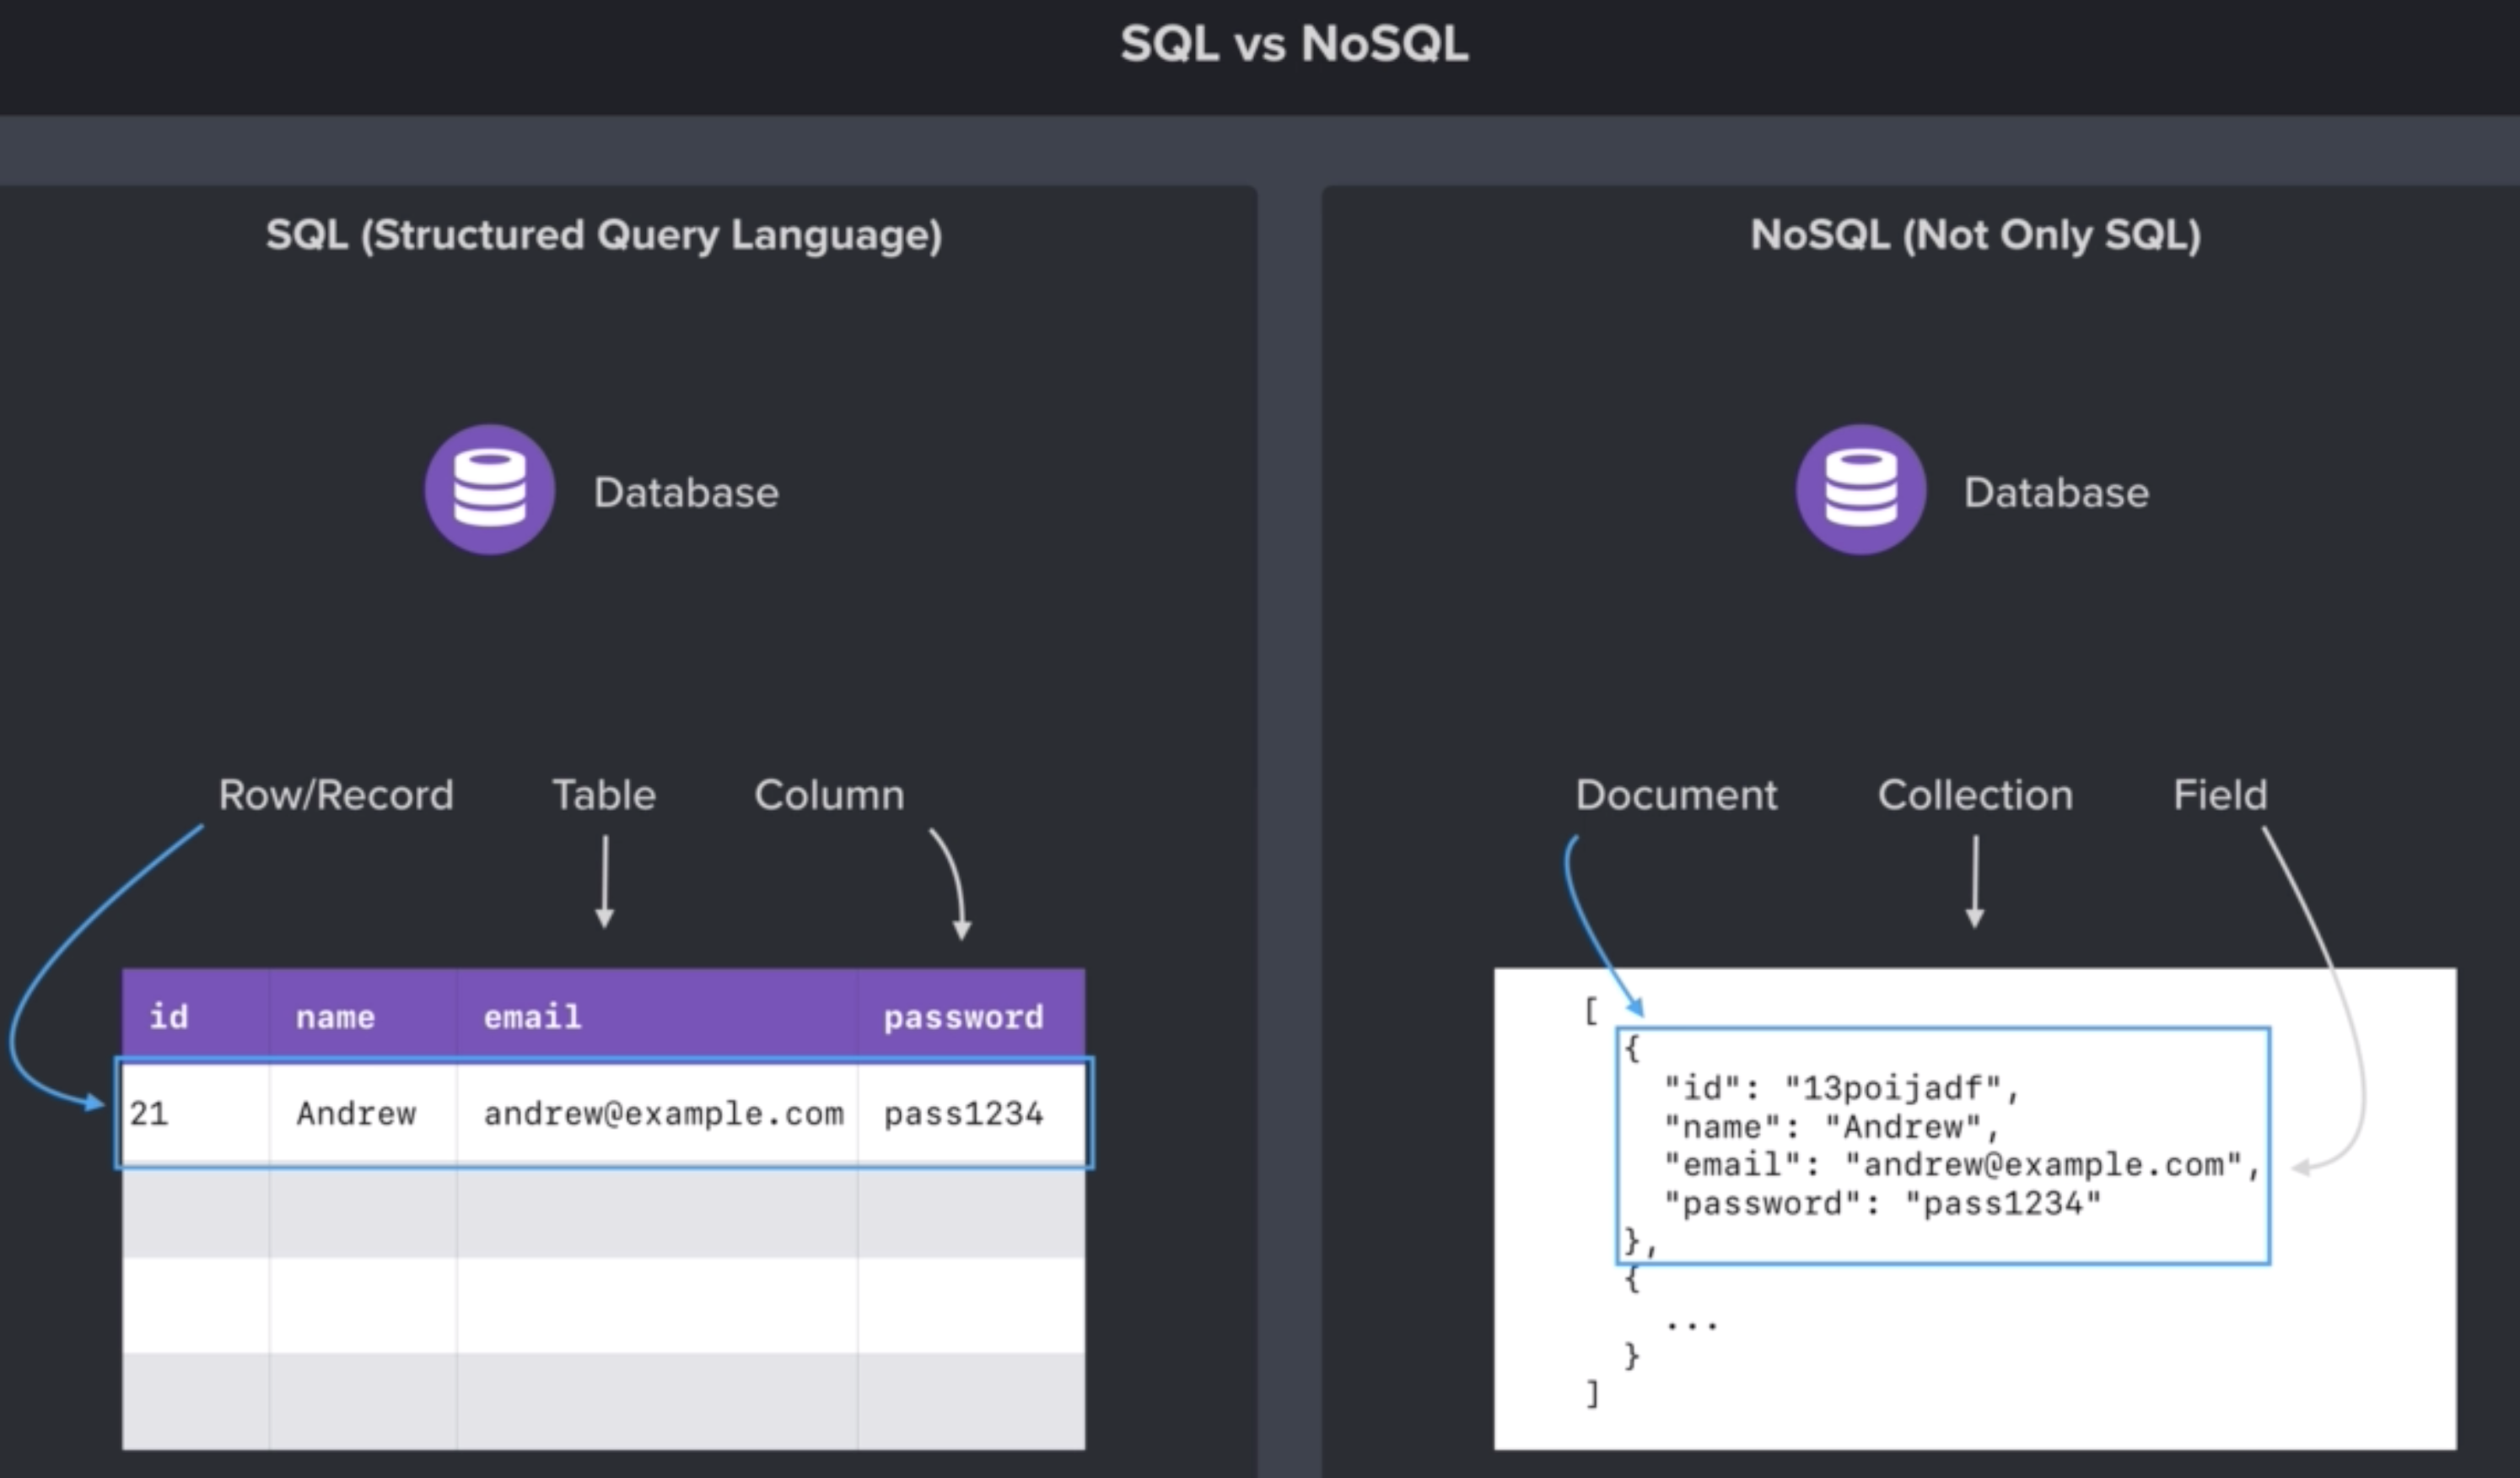 SQL vs NoSQL
SQL (Structured Query Language)
Database
Row/Record Table Column
id name email password
21 Andrew andrew@example.com pass1234
NoSQL (Not Only SQL)
Database
Document Collection Field
[
{
"id": "13poijadf",
"name": "Andrew",
"email": "andrew@example.com",
"password": "pass1234"
},
{
...
}
]